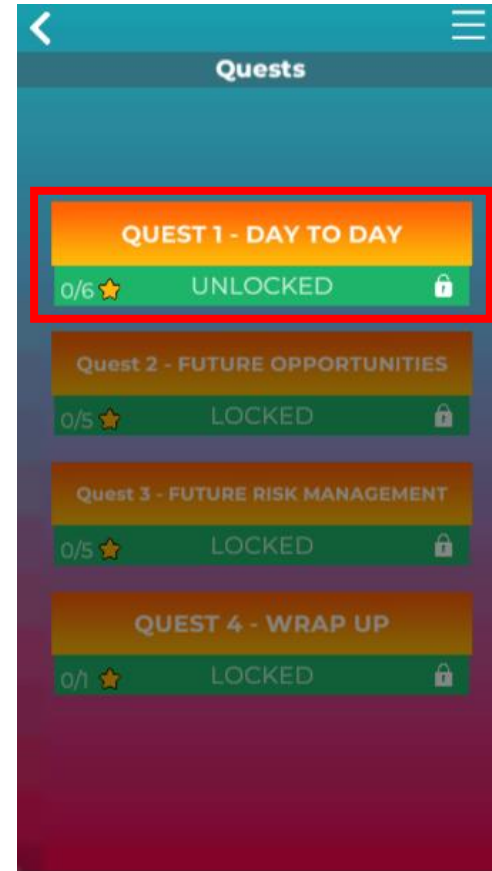 Quests
QUEST 1 - DAY TO DAY
0/6 UNLOCKED
Quest 2 - FUTURE OPPORTUNITIES
0/5 LOCKED
Quest 3 - FUTURE RISK MANAGEMENT
0/5 LOCKED
QUEST 4 - WRAP UP
0/1 LOCKED